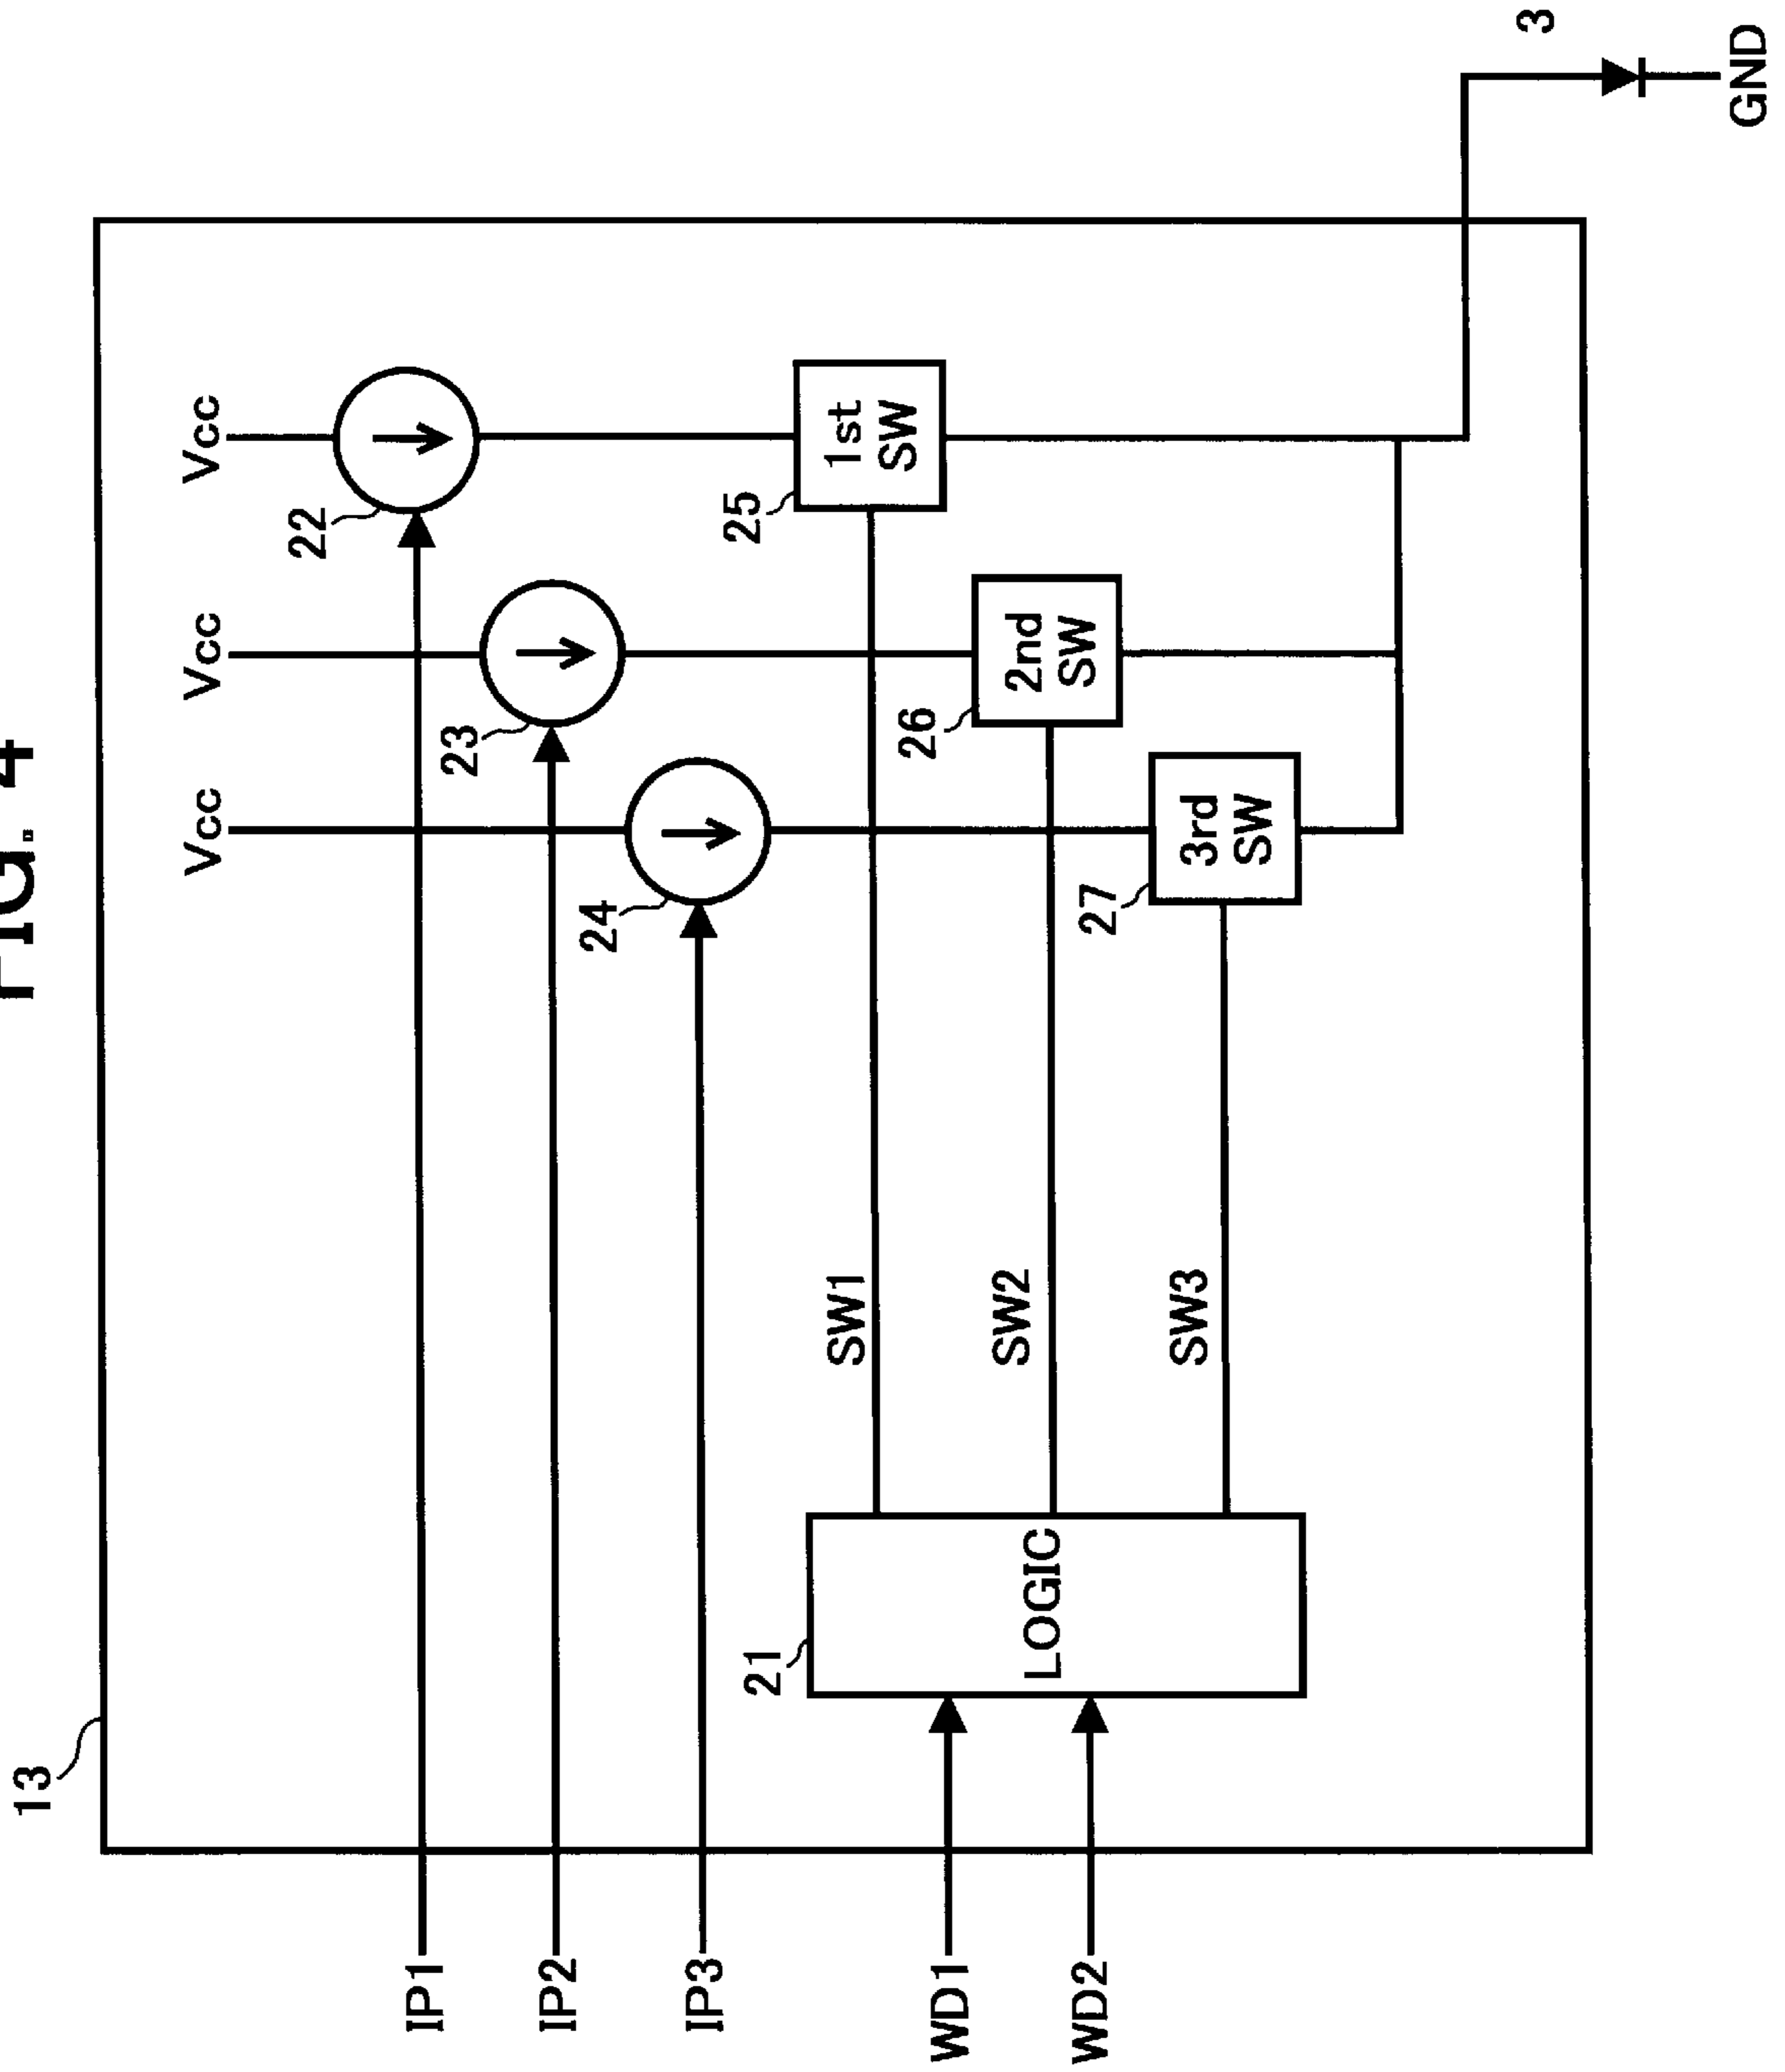 FIG. 4
13
Vcc
Vcc
Vcc
IP1
22
IP2
23
IP3
24
21
SW1
25
1st
SW
WD1
LOGIC
SW2
26
2nd
SW
WD2
SW3
27
3rd
SW
3
GND